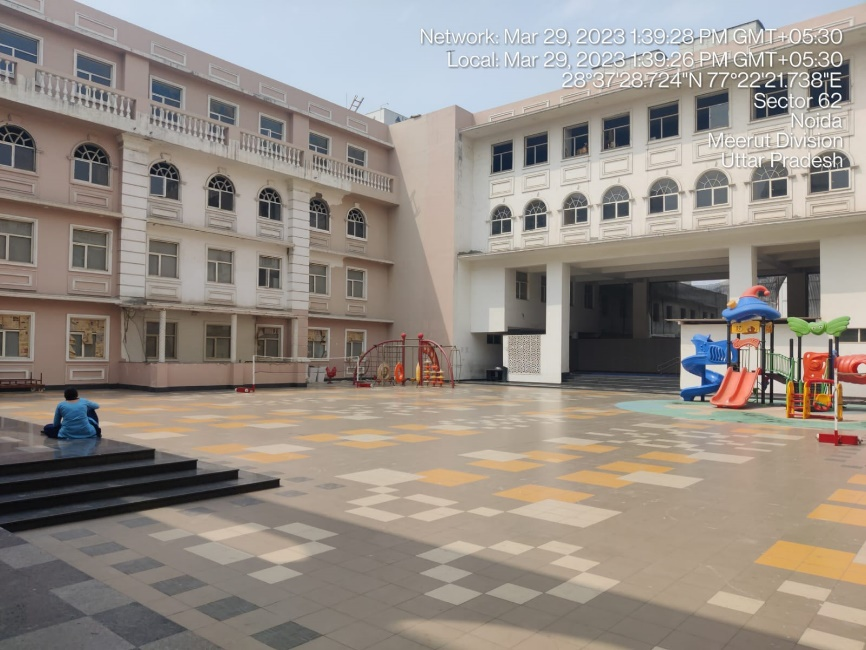 Network: Mar 29, 2023 1:39:28 PM GMT+05:30
Local: Mar 29, 2023 1:39:26 PM GMT+05:30
28°37'28.724"N 77°22'21.738"E
Sector 62
Noida
Meerut Division
Uttar Pradesh